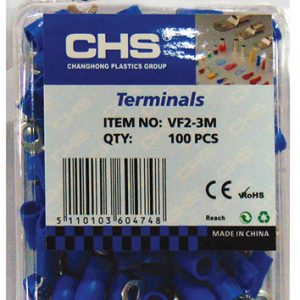 CHS®
CHANGHONG PLASTICS GROUP
Terminals
ITEM NO: VF2-3M
QTY: 100 PCS
5 110103 604748
CE RoHS
Reach
MADE IN CHINA